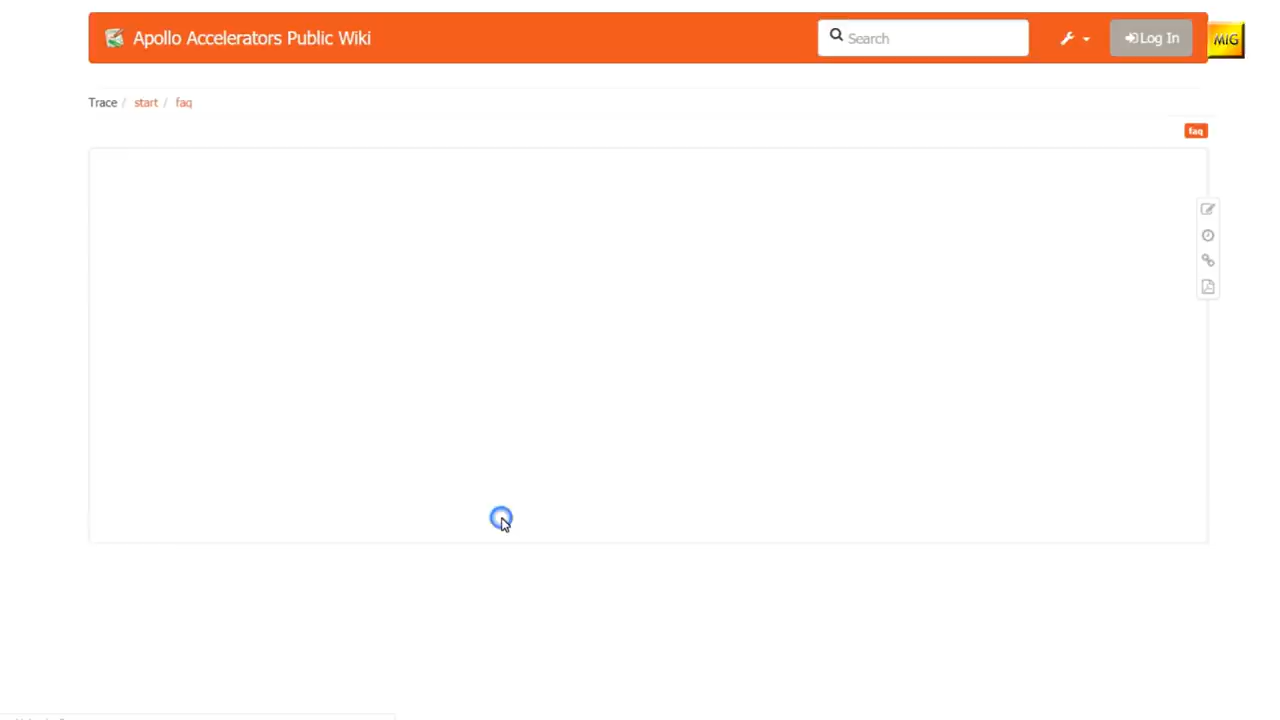 Apollo Accelerators Public Wiki
Search
Log In
MIG
Trace / start / faq
faq